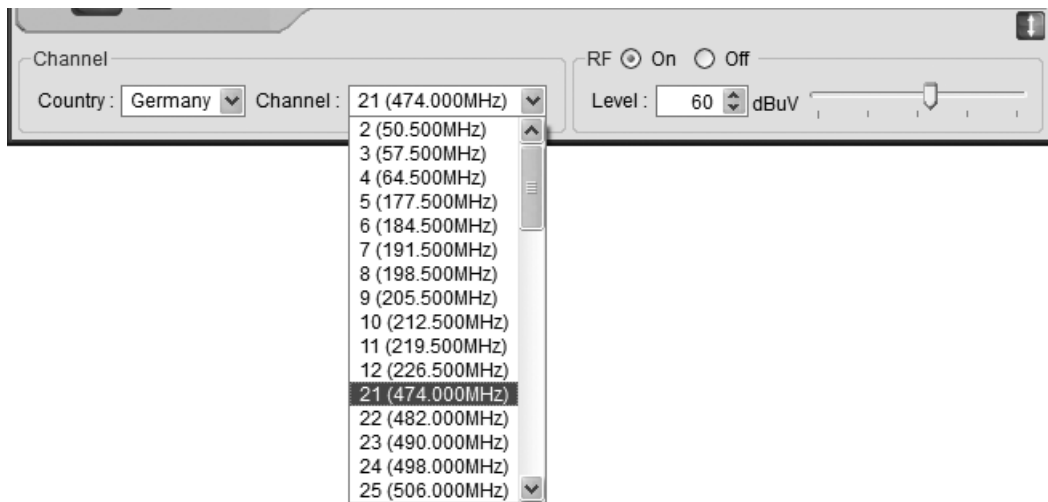 Channel
RF On Off
Country : Germany Channel : 21 (474.000MHz)
Level : 60 dBuV
2 (50.500MHz)
3 (57.500MHz)
4 (64.500MHz)
5 (177.500MHz)
6 (184.500MHz)
7 (191.500MHz)
8 (198.500MHz)
9 (205.500MHz)
10 (212.500MHz)
11 (219.500MHz)
12 (226.500MHz)
21 (474.000MHz)
22 (482.000MHz)
23 (490.000MHz)
24 (498.000MHz)
25 (506.000MHz)